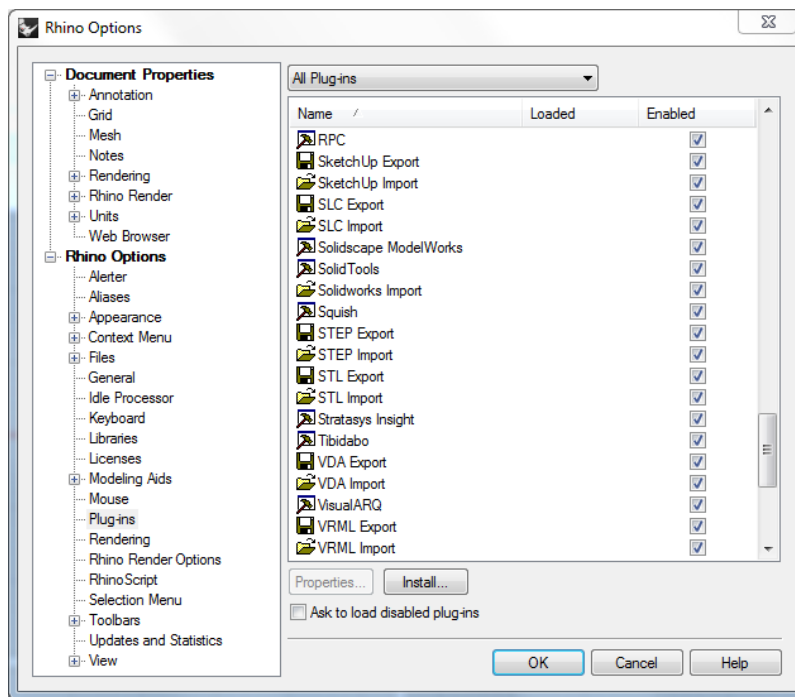 Rhino Options
Document Properties
Annotation
Grid
Mesh
Notes
Rendering
Rhino Render
Units
Web Browser
Rhino Options
Alerter
Aliases
Appearance
Context Menu
Files
General
Idle Processor
Keyboard
Libraries
Licenses
Modeling Aids
Mouse
Plug-ins
Rendering
Rhino Render Options
RhinoScript
Selection Menu
Toolbars
Updates and Statistics
View
All Plug-ins
Name Loaded Enabled
RPC
SketchUp Export
SketchUp Import
SLC Export
SLC Import
Solidscape ModelWorks
SolidTools
Solidworks Import
Squish
STEP Export
STEP Import
STL Export
STL Import
Stratasys Insight
Tibidabo
VDA Export
VDA Import
VisualARQ
VRML Export
VRML Import
Properties... Install...
Ask to load disabled plug-ins
OK Cancel Help